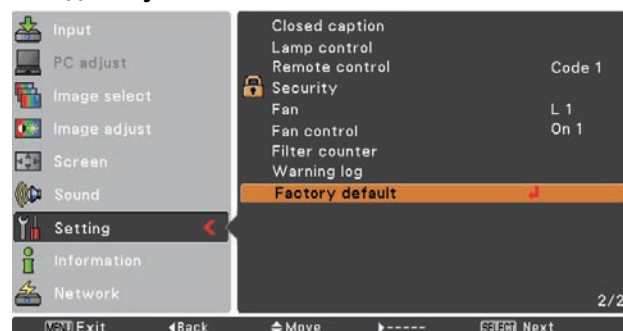 Input
PC adjust
Image select
Image adjust
Screen
Sound
Setting
Information
Network
Closed caption
Lamp control
Remote control Code 1
Security
Fan L 1
Fan control On 1
Filter counter
Warning log
Factory default
2/2
MENU Exit ◀Back Move ▶----- SELECT Next